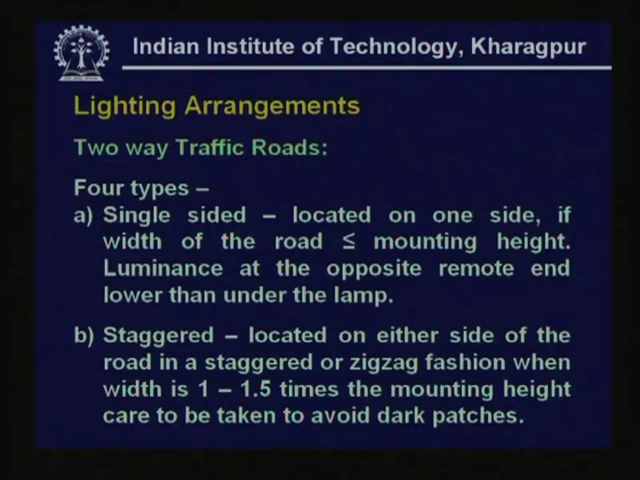 Indian Institute of Technology, Kharagpur
Lighting Arrangements
Two way Traffic Roads:
Four types –
a) Single sided – located on one side, if
width of the road ≤ mounting height.
Luminance at the opposite remote end
lower than under the lamp.
b) Staggered – located on either side of the
road in a staggered or zigzag fashion when
width is 1 – 1.5 times the mounting height
care to be taken to avoid dark patches.